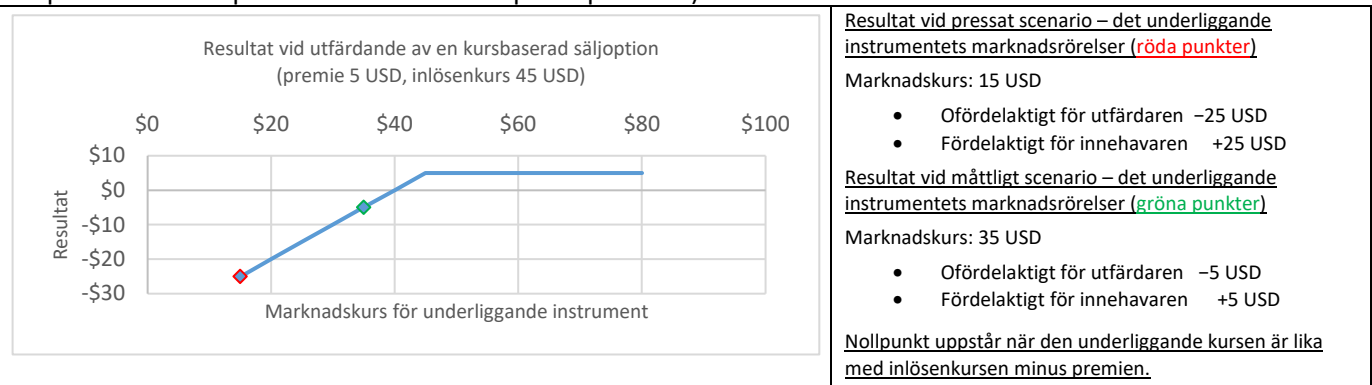 Resultat vid utfärdande av en kursbaserad säljoption
(premie 5 USD, inlösenkurs 45 USD)
$0 $20 $40 $60 $80 $100
$10
$0
-$10
-$20
-$30
Resultat
Marknadskurs för underliggande instrument
Resultat vid pressat scenario – det underliggande
instrumentets marknadsrörelser (röda punkter)
Marknadskurs: 15 USD
• Ofördelaktigt för utfärdaren −25 USD
• Fördelaktigt för innehavaren +25 USD
Resultat vid måttligt scenario – det underliggande
instrumentets marknadsrörelser (gröna punkter)
Marknadskurs: 35 USD
• Ofördelaktigt för utfärdaren −5 USD
• Fördelaktigt för innehavaren +5 USD
Nollpunkt uppstår när den underliggande kursen är lika
med inlösenkursen minus premien.